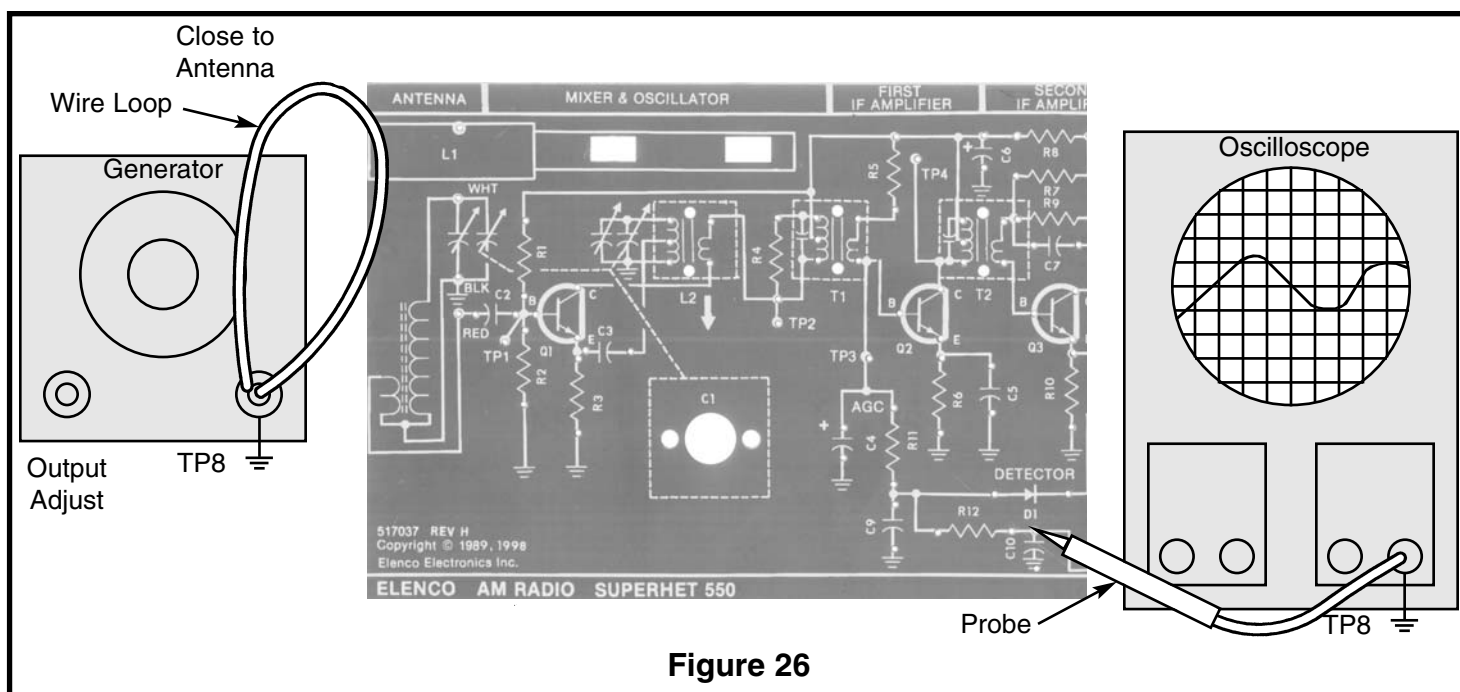 Close to
Antenna
Wire Loop
Generator
Output
Adjust
TP8
ANTENNA
MIXER & OSCILLATOR
FIRST
IF AMPLIFIER
L1
WHT
BLK
RED
C2
TP1
R1
R2
B
C
E
Q1
C3
R3
L2
R4
TP2
T1
R5
TP4
C6
R8
R7
R9
C7
T2
B
C
E
Q2
B
Q3
TP3
AGC
C4
R11
R6
C5
R10
C1
DETECTOR
D1
R12
C9
C10
517037 REV H
Copyright © 1989, 1998
Elenco Electronics Inc.
ELENCO AM RADIO SUPERHET 550
Oscilloscope
Probe
TP8
Figure 26